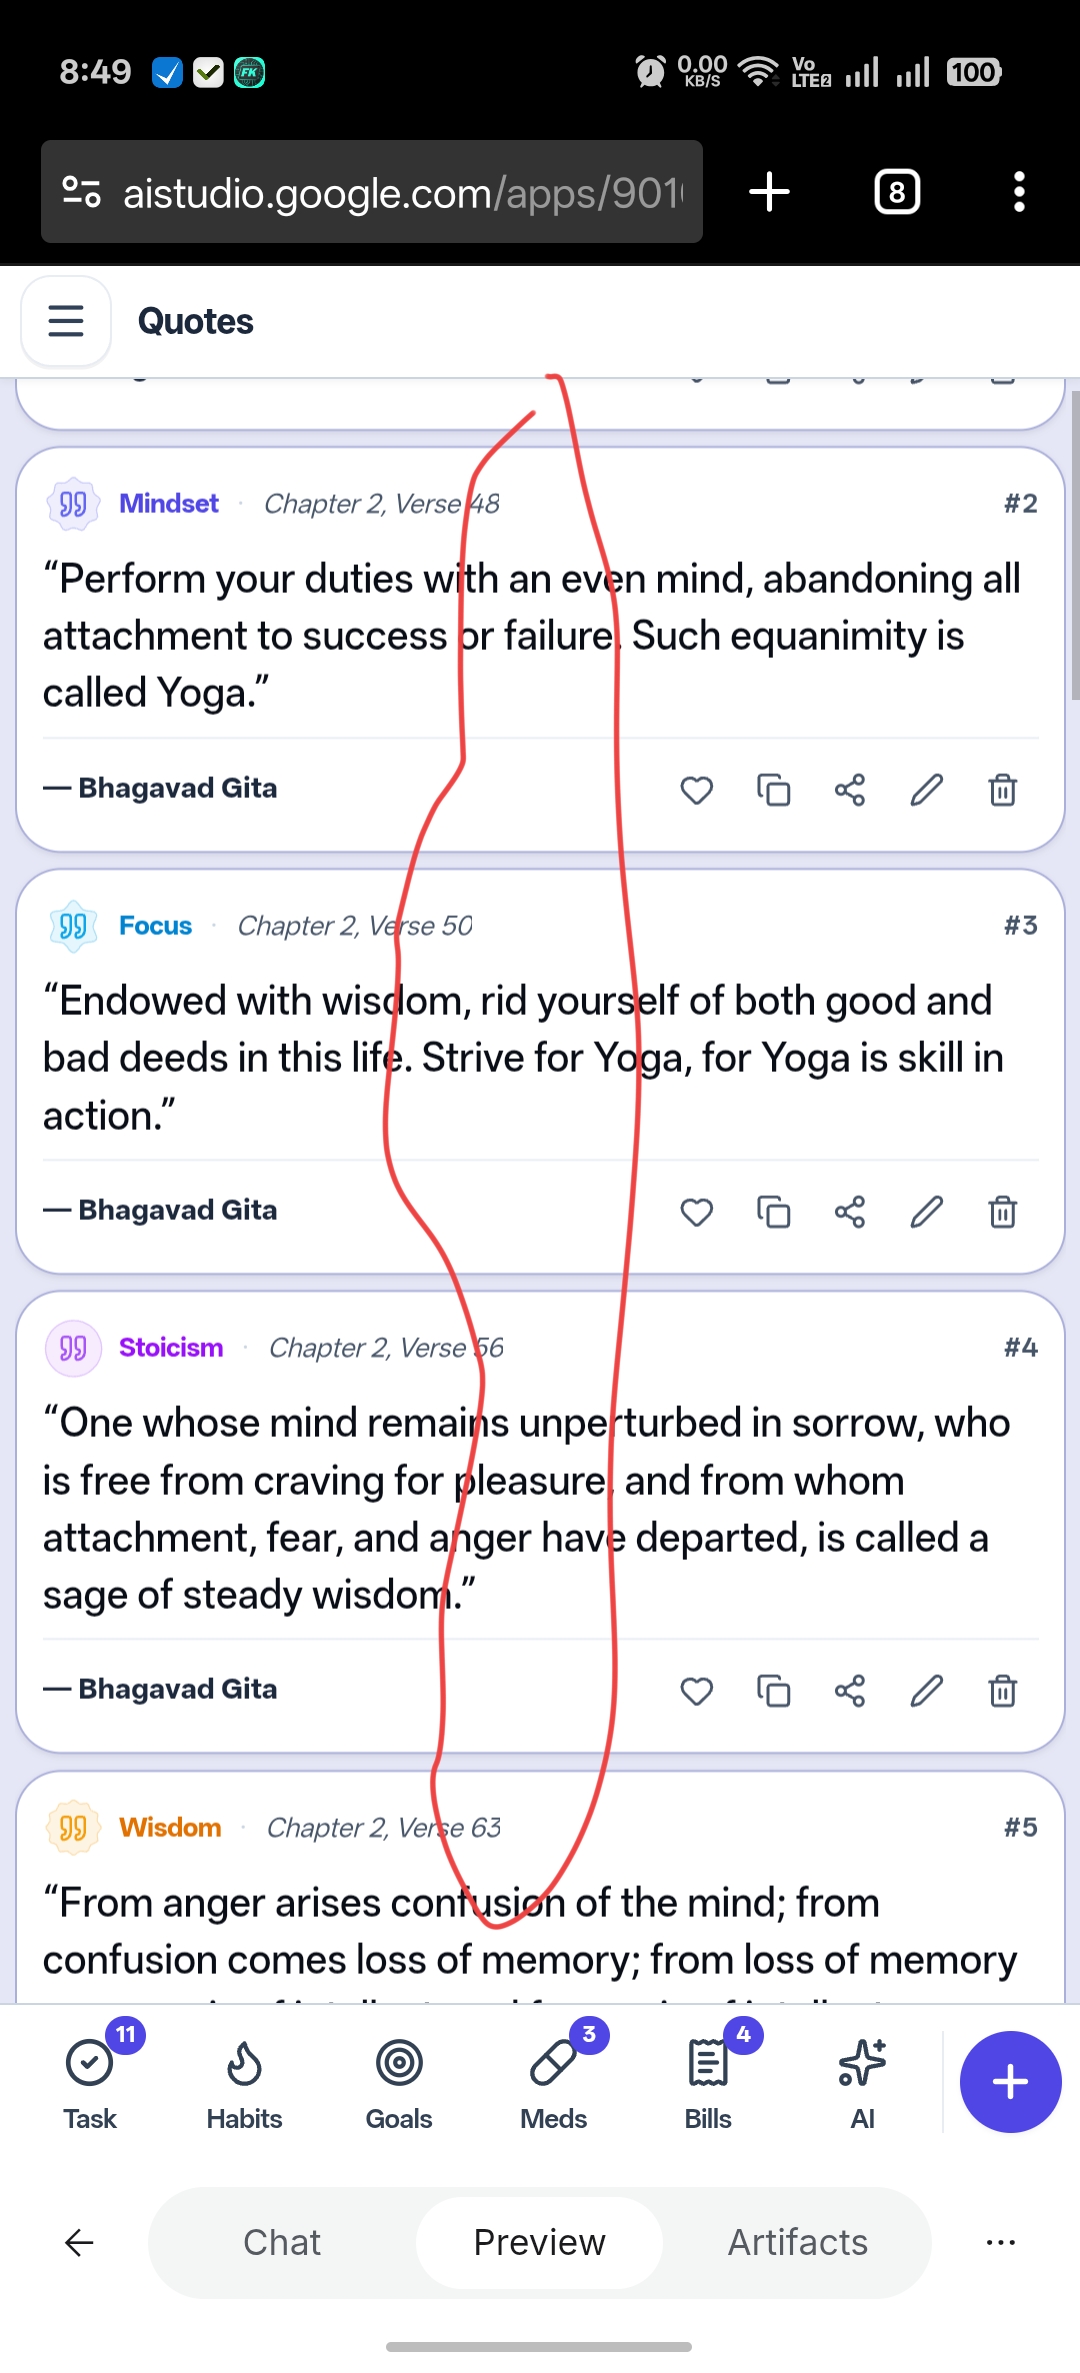 8:49
FK
0.00
KB/S
Vo
LTE2
100
aistudio.google.com/apps/901
8
Quotes
Mindset · Chapter 2, Verse 48 #2
“Perform your duties with an even mind, abandoning all
attachment to success or failure. Such equanimity is
called Yoga.”
— Bhagavad Gita
Focus · Chapter 2, Verse 50 #3
“Endowed with wisdom, rid yourself of both good and
bad deeds in this life. Strive for Yoga, for Yoga is skill in
action.”
— Bhagavad Gita
Stoicism · Chapter 2, Verse 56 #4
“One whose mind remains unperturbed in sorrow, who
is free from craving for pleasure, and from whom
attachment, fear, and anger have departed, is called a
sage of steady wisdom.”
— Bhagavad Gita
Wisdom · Chapter 2, Verse 63 #5
“From anger arises confusion of the mind; from
confusion comes loss of memory; from loss of memory
11 3 4
Task Habits Goals Meds Bills AI
Chat Preview Artifacts